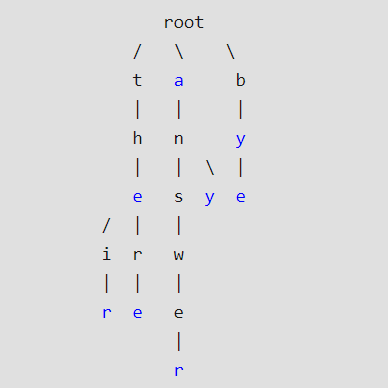 root
/ \ \
t a b
| | |
h n y
| | \ |
e s y e
/ | |
i r w
| | |
r e e
|
r